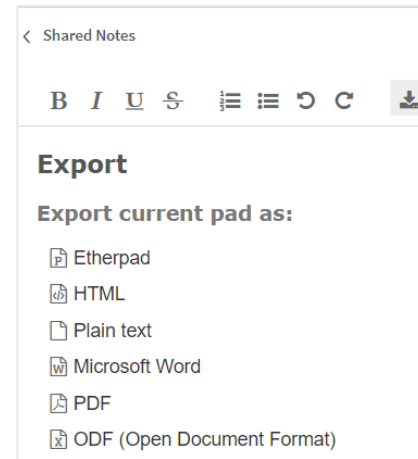 Shared Notes
B I U S
Export
Export current pad as:
Etherpad
HTML
Plain text
Microsoft Word
PDF
ODF (Open Document Format)